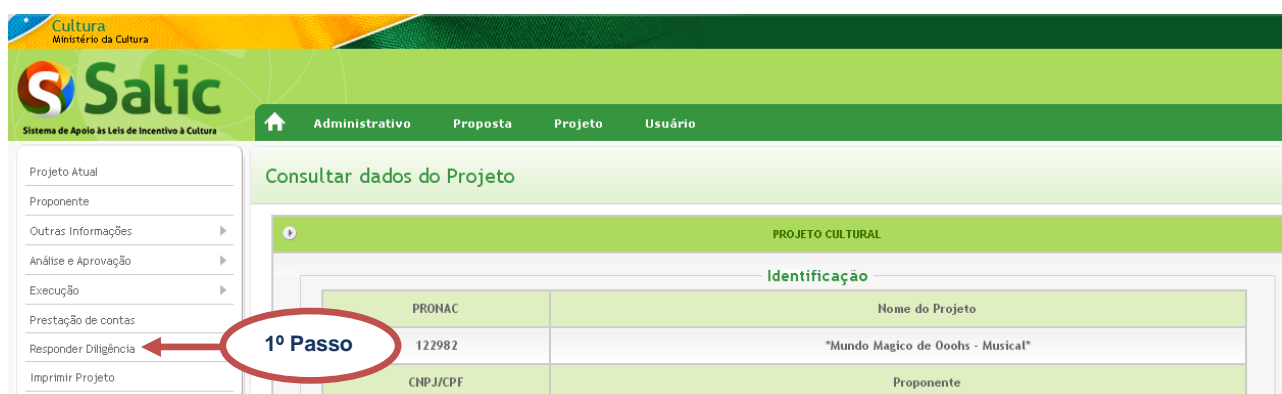 Cultura
Ministério da Cultura
Salic
Sistema de Apoio às Leis de Incentivo à Cultura
Administrativo Proposta Projeto Usuário
Projeto Atual
Proponente
Outras Informações
Análise e Aprovação
Execução
Prestação de contas
Responder Diligência
Imprimir Projeto
1º Passo
Consultar dados do Projeto
PROJETO CULTURAL
Identificação
PRONAC Nome do Projeto
122982 *Mundo Magico de Ooohs - Musical*
CNPJ/CPF Proponente